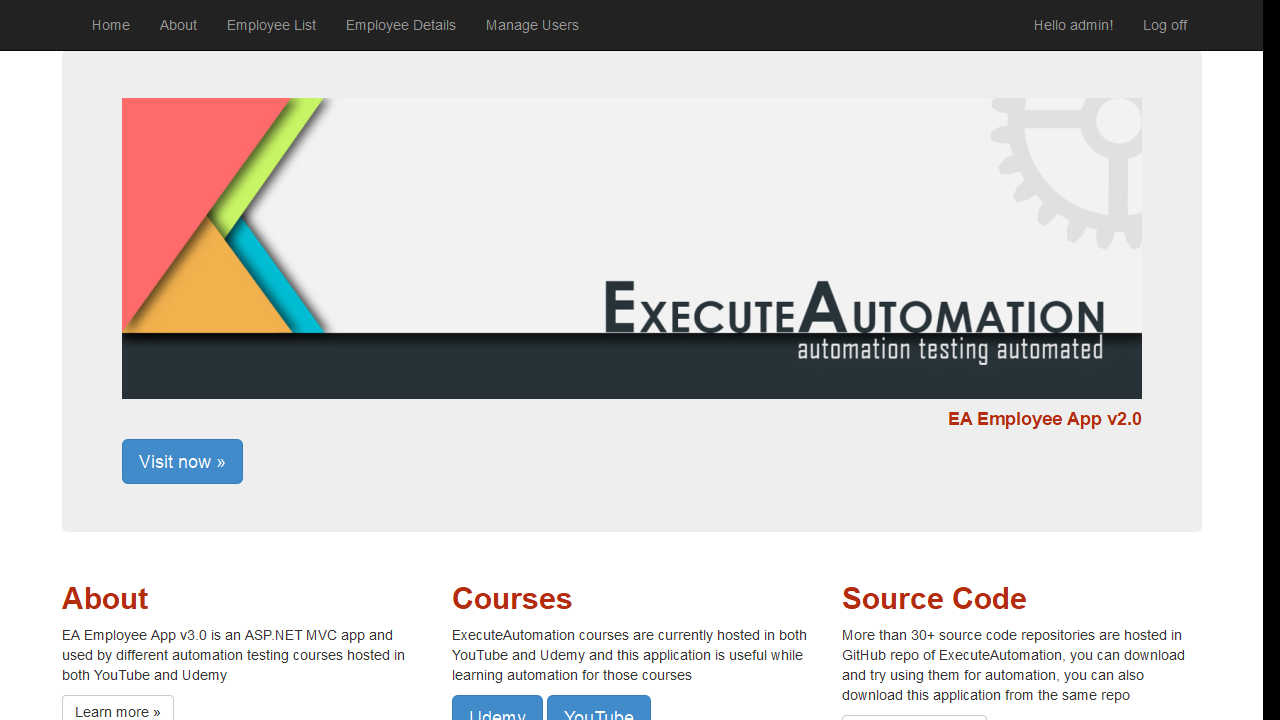 Home About Employee List Employee Details Manage Users Hello admin! Log off
EXECUTEAUTOMATION
automation testing automated
EA Employee App v2.0
Visit now »
About
EA Employee App v3.0 is an ASP.NET MVC app and
used by different automation testing courses hosted in
both YouTube and Udemy
Learn more »
Courses
ExecuteAutomation courses are currently hosted in both
YouTube and Udemy and this application is useful while
learning automation for those courses
Udemy YouTube
Source Code
More than 30+ source code repositories are hosted in
GitHub repo of ExecuteAutomation, you can download
and try using them for automation, you can also
download this application from the same repo